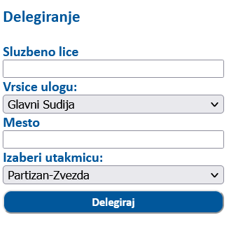 Delegiranje
Sluzbeno lice
Vrsice ulogu:
Glavni Sudija
Mesto
Izaberi utakmicu:
Partizan-Zvezda
Delegiraj